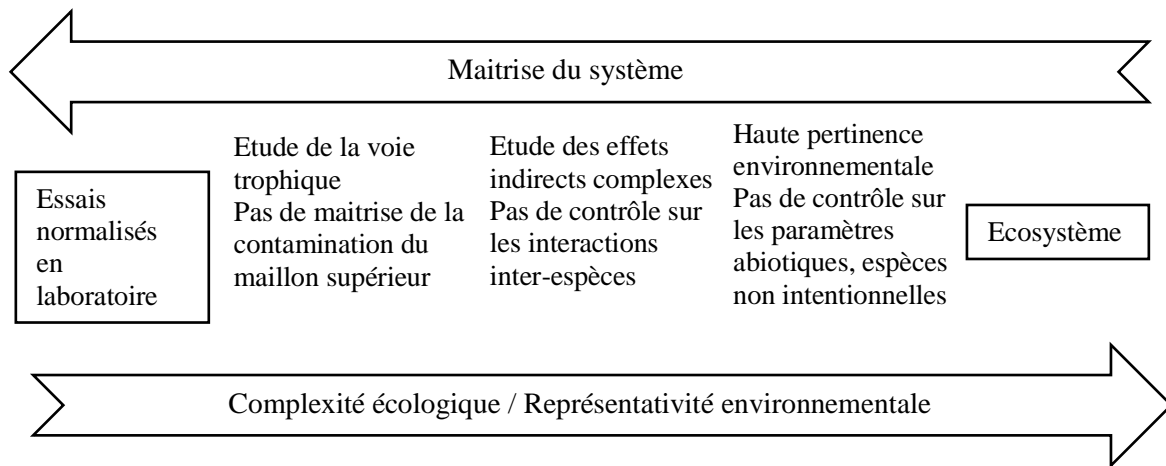 Maitrise du système
Essais
normalisés
en
laboratoire
Etude de la voie
trophique
Pas de maitrise de la
contamination du
maillon supérieur
Etude des effets
indirects complexes
Pas de contrôle sur
les interactions
inter-espèces
Haute pertinence
environnementale
Pas de contrôle sur
les paramètres
abiotiques, espèces
non intentionnelles
Ecosystème
Complexité écologique / Représentativité environnementale